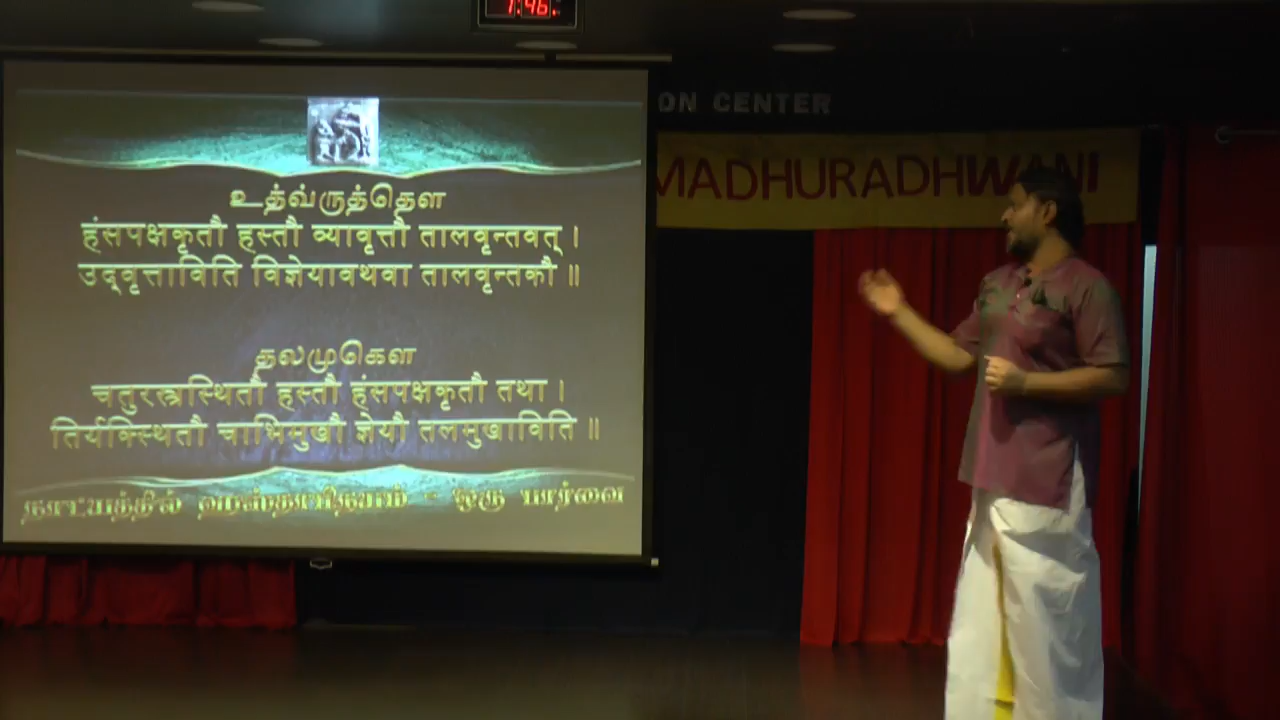 7:46
ON CENTER
MADHURADHWANI
உத்வ்ருத்தௌ
हंसपक्षकृतौ हस्तौ व्यावृत्तौ तालवृन्तवत् ।
उद्वृत्ताविति विज्ञेयावथवा तालवृन्तकौ ॥
தலமுகௌ
चतुरस्त्रस्थितौ हस्तौ हंसपक्षकृतौ तथा ।
तिर्यक्स्थितौ चाभिमुखौ ज्ञेयौ तलमुखाविति ॥
நாட்யத்தில் ஹஸ்தாபிநயம் - ஒரு பார்வை